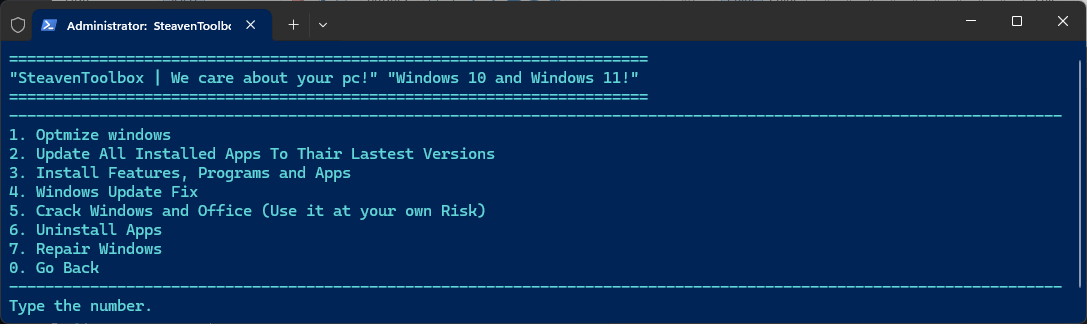 Administrator: SteavenToolbo
=======================================================================
"SteavenToolbox | We care about your pc!" "Windows 10 and Windows 11!"
=======================================================================
1. Optmize windows
2. Update All Installed Apps To Thair Lastest Versions
3. Install Features, Programs and Apps
4. Windows Update Fix
5. Crack Windows and Office (Use it at your own Risk)
6. Uninstall Apps
7. Repair Windows
0. Go Back
Type the number.